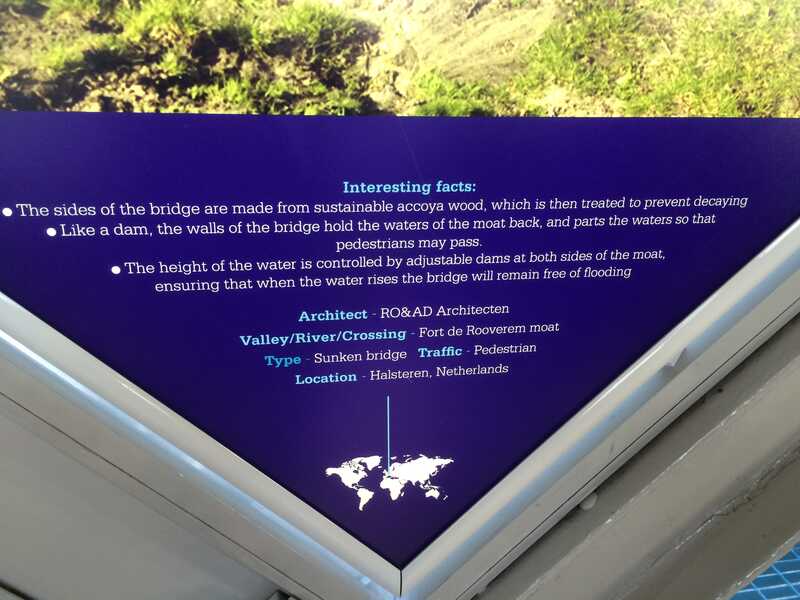 Interesting facts:
● The sides of the bridge are made from sustainable accoya wood, which is then treated to prevent decaying
● Like a dam, the walls of the bridge hold the waters of the moat back, and parts the waters so that
pedestrians may pass.
● The height of the water is controlled by adjustable dams at both sides of the moat,
ensuring that when the water rises the bridge will remain free of flooding
Architect - RO&AD Architecten
Valley/River/Crossing - Fort de Rooverem moat
Type - Sunken bridge Traffic - Pedestrian
Location - Halsteren, Netherlands